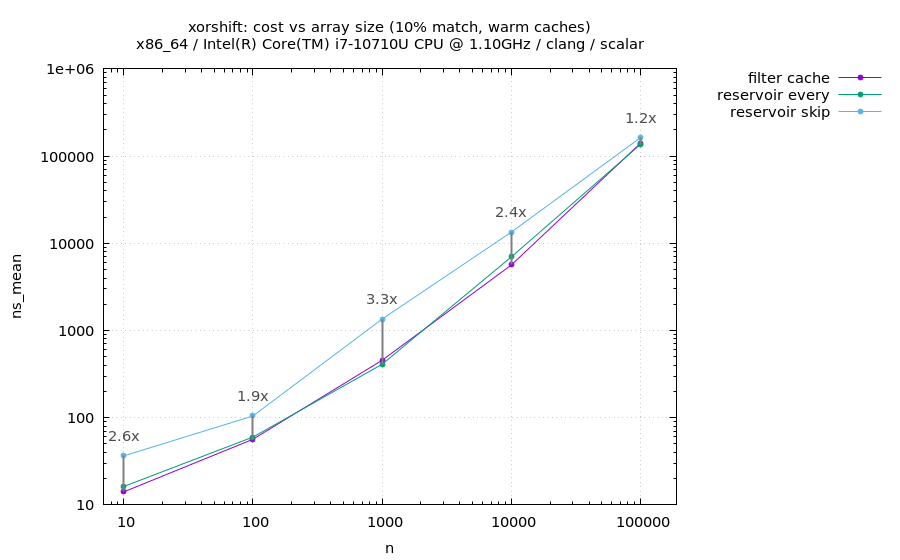 xorshift: cost vs array size (10% match, warm caches)
x86_64 / Intel(R) Core(TM) i7-10710U CPU @ 1.10GHz / clang / scalar
1e+06
100000
10000
1000
100
10
ns_mean
10
100
1000
10000
100000
n
2.6x
1.9x
3.3x
2.4x
1.2x
filter cache
reservoir every
reservoir skip